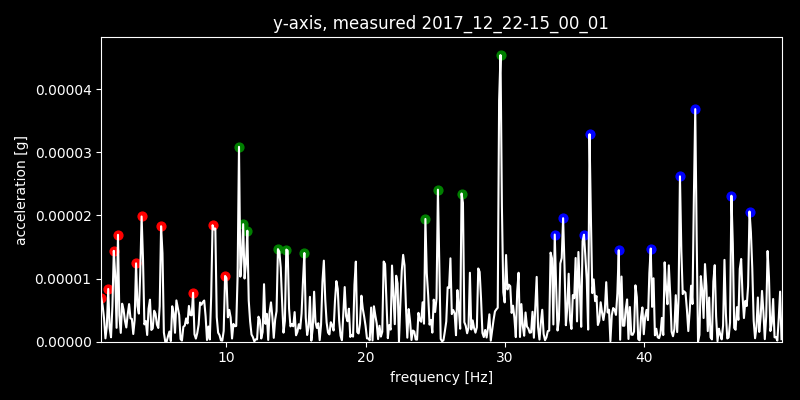 y-axis, measured 2017_12_22-15_00_01
acceleration [g]
0.00004
0.00003
0.00002
0.00001
0.00000
10 20 30 40
frequency [Hz]